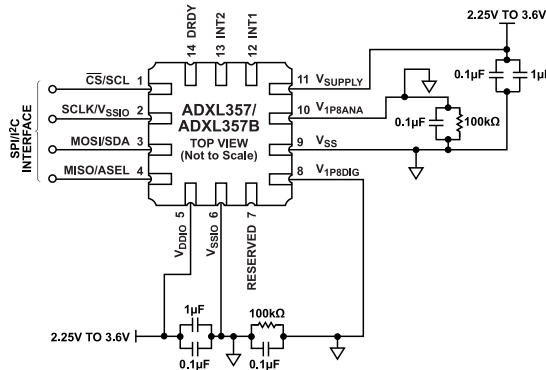 2.25V TO 3.6V
14 DRDY
13 INT2
12 INT1
SPI/I2C
INTERFACE
CS/SCL 1
SCLK/VSSIO 2
MOSI/SDA 3
MISO/ASEL 4
ADXL357/
ADXL357B
TOP VIEW
(Not to Scale)
11 VSUPPLY
10 V1P8ANA
9 VSS
8 V1P8DIG
0.1µF
1µF
0.1µF
100kΩ
VDDIO 5
VSSIO 6
RESERVED 7
2.25V TO 3.6V
1µF
0.1µF
100kΩ
0.1µF